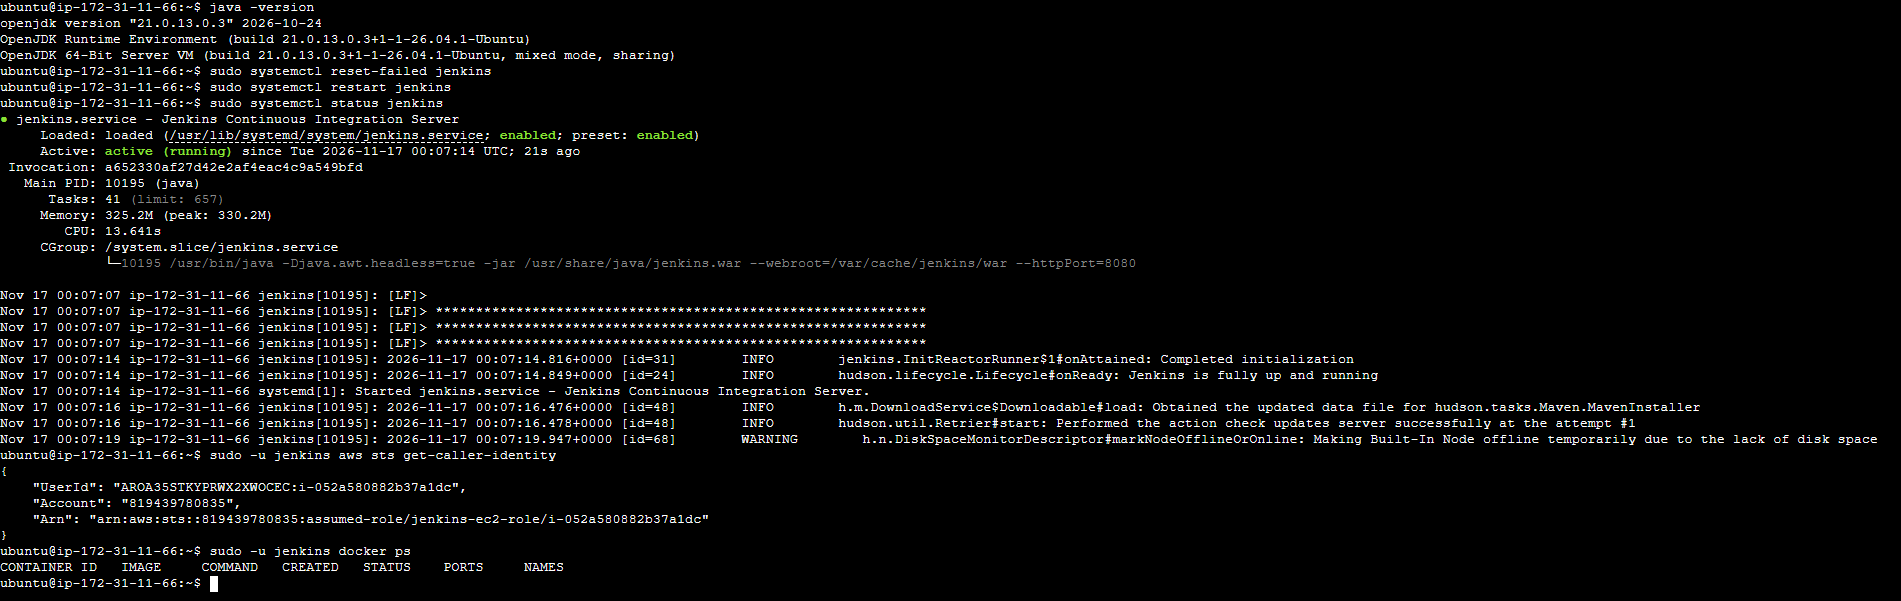 ubuntu@ip-172-31-11-66:~$ java -version
openjdk version "21.0.13.0.3" 2026-10-24
OpenJDK Runtime Environment (build 21.0.13.0.3+1-1-26.04.1-Ubuntu)
OpenJDK 64-Bit Server VM (build 21.0.13.0.3+1-1-26.04.1-Ubuntu, mixed mode, sharing)
ubuntu@ip-172-31-11-66:~$ sudo systemctl reset-failed jenkins
ubuntu@ip-172-31-11-66:~$ sudo systemctl restart jenkins
ubuntu@ip-172-31-11-66:~$ sudo systemctl status jenkins
● jenkins.service - Jenkins Continuous Integration Server
     Loaded: loaded (/usr/lib/systemd/system/jenkins.service; enabled; preset: enabled)
     Active: active (running) since Tue 2026-11-17 00:07:14 UTC; 21s ago
 Invocation: a652330af27d42e2af4eac4c9a549bfd
   Main PID: 10195 (java)
      Tasks: 41 (limit: 657)
     Memory: 325.2M (peak: 330.2M)
        CPU: 13.641s
     CGroup: /system.slice/jenkins.service
             └─10195 /usr/bin/java -Djava.awt.headless=true -jar /usr/share/java/jenkins.war --webroot=/var/cache/jenkins/war --httpPort=8080
Nov 17 00:07:07 ip-172-31-11-66 jenkins[10195]: [LF]>
Nov 17 00:07:07 ip-172-31-11-66 jenkins[10195]: [LF]> *************************************************************
Nov 17 00:07:07 ip-172-31-11-66 jenkins[10195]: [LF]> *************************************************************
Nov 17 00:07:07 ip-172-31-11-66 jenkins[10195]: [LF]> *************************************************************
Nov 17 00:07:14 ip-172-31-11-66 jenkins[10195]: 2026-11-17 00:07:14.816+0000 [id=31]        INFO        jenkins.InitReactorRunner$1#onAttained: Completed initialization
Nov 17 00:07:14 ip-172-31-11-66 jenkins[10195]: 2026-11-17 00:07:14.849+0000 [id=24]        INFO        hudson.lifecycle.Lifecycle#onReady: Jenkins is fully up and running
Nov 17 00:07:14 ip-172-31-11-66 systemd[1]: Started jenkins.service - Jenkins Continuous Integration Server.
Nov 17 00:07:16 ip-172-31-11-66 jenkins[10195]: 2026-11-17 00:07:16.476+0000 [id=48]        INFO        h.m.DownloadService$Downloadable#load: Obtained the updated data file for hudson.tasks.Maven.MavenInstaller
Nov 17 00:07:16 ip-172-31-11-66 jenkins[10195]: 2026-11-17 00:07:16.478+0000 [id=48]        INFO        hudson.util.Retrier#start: Performed the action check updates server successfully at the attempt #1
Nov 17 00:07:19 ip-172-31-11-66 jenkins[10195]: 2026-11-17 00:07:19.947+0000 [id=68]        WARNING        h.n.DiskSpaceMonitorDescriptor#markNodeOfflineOrOnline: Making Built-In Node offline temporarily due to the lack of disk space
ubuntu@ip-172-31-11-66:~$ sudo -u jenkins aws sts get-caller-identity
{
    "UserId": "AROA35STKYPRWX2XWOCEC:i-052a580882b37a1dc",
    "Account": "819439780835",
    "Arn": "arn:aws:sts::819439780835:assumed-role/jenkins-ec2-role/i-052a580882b37a1dc"
}
ubuntu@ip-172-31-11-66:~$ sudo -u jenkins docker ps
CONTAINER ID   IMAGE     COMMAND   CREATED   STATUS    PORTS     NAMES
ubuntu@ip-172-31-11-66:~$